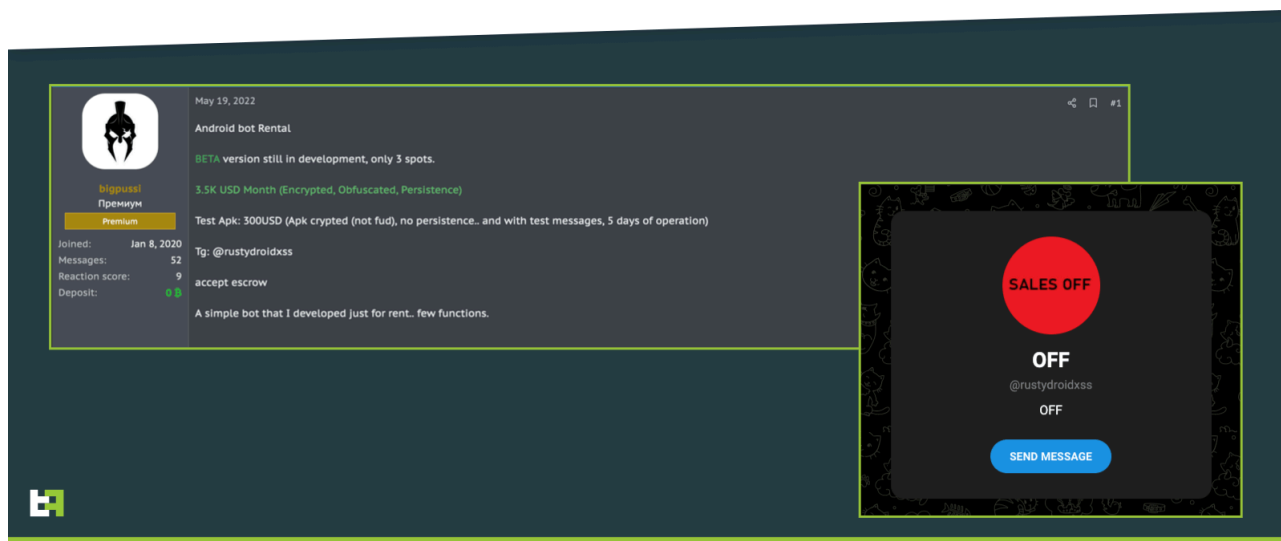 May 19, 2022
#1
Android bot Rental
BETA version still in development, only 3 spots.
bigpussi
Премиум
Premium
3.5K USD Month (Encrypted, Obfuscated, Persistence)
Test Apk: 300USD (Apk crypted (not fud), no persistence.. and with test messages, 5 days of operation)
Joined: Jan 8, 2020
Messages: 52
Reaction score: 9
Deposit: 0 ₿
Tg: @rustydroidxss
accept escrow
A simple bot that I developed just for rent.. few functions.
SALES OFF
OFF
@rustydroidxss
OFF
SEND MESSAGE